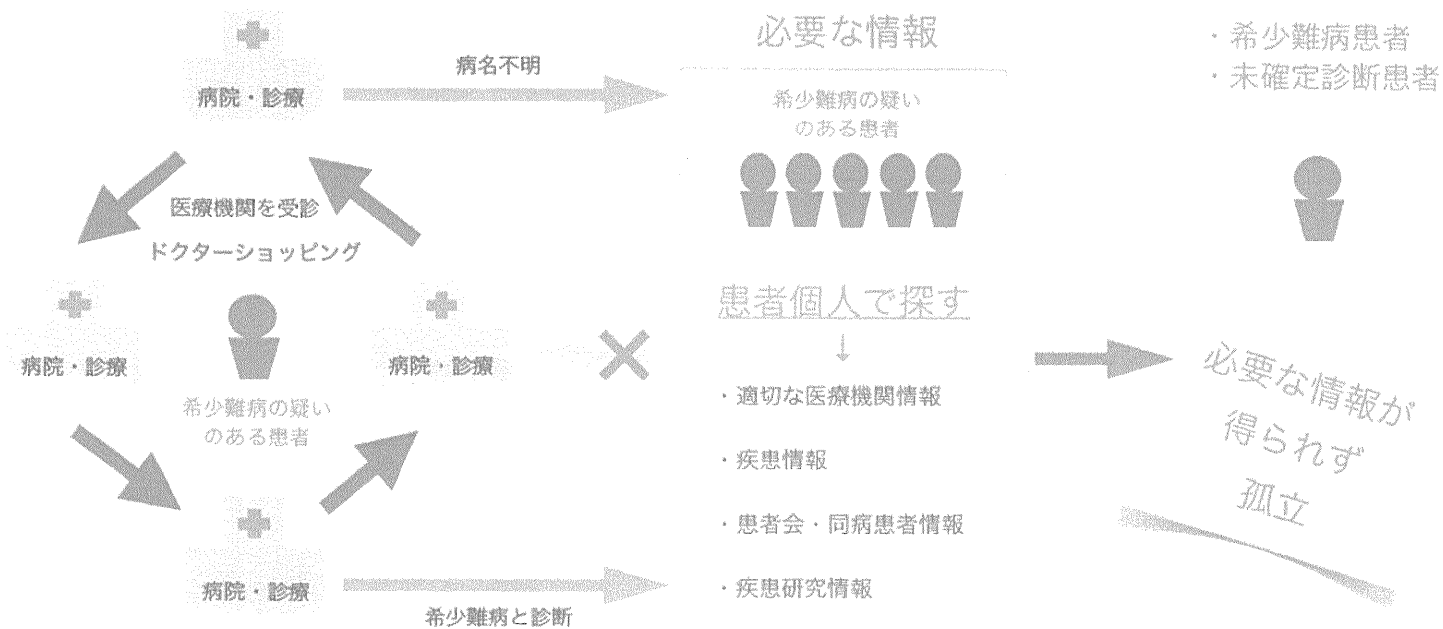 病院・診療
病名不明
医療機関を受診
ドクターショッピング
病院・診療
病院・診療
希少難病の疑い
のある患者
病院・診療
希少難病と診断
必要な情報
希少難病の疑い
のある患者
患者個人で探す
↓
・適切な医療機関情報
・疾患情報
・患者会・同病患者情報
・疾患研究情報
・希少難病患者
・未確定診断患者
必要な情報が
得られず
孤立